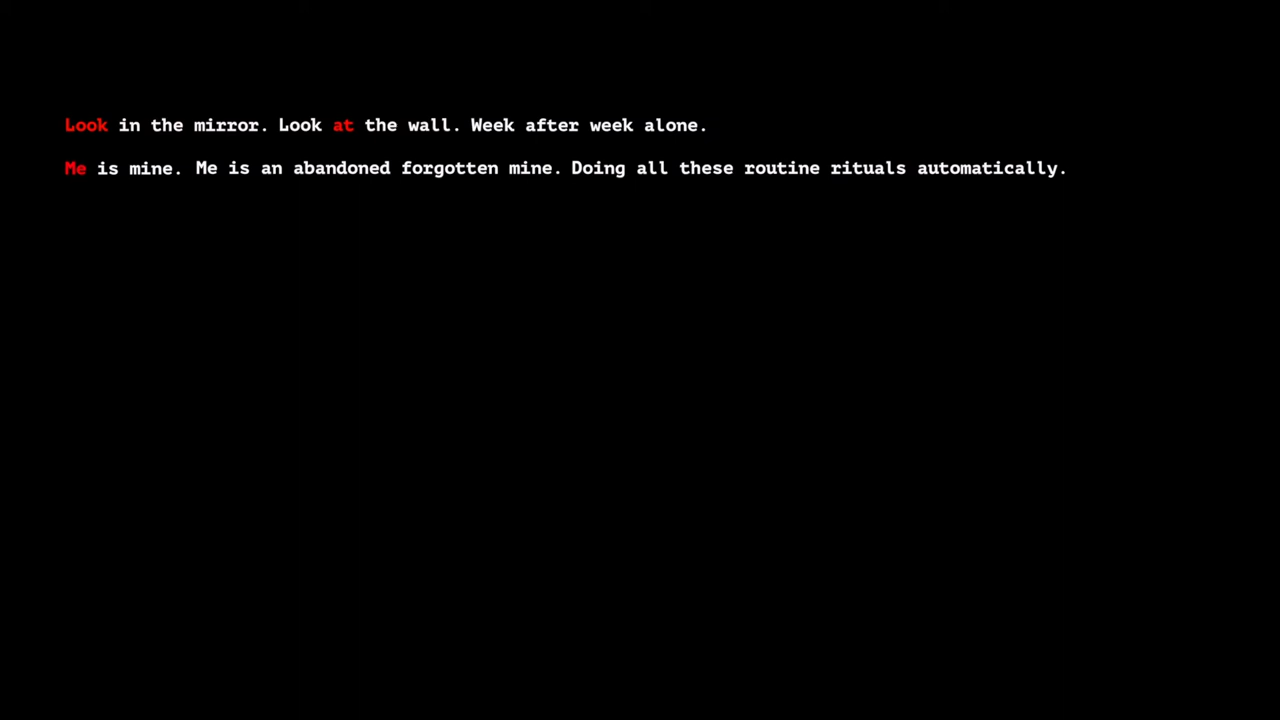 Look in the mirror. Look at the wall. Week after week alone.
Me is mine. Me is an abandoned forgotten mine. Doing all these routine rituals automatically.